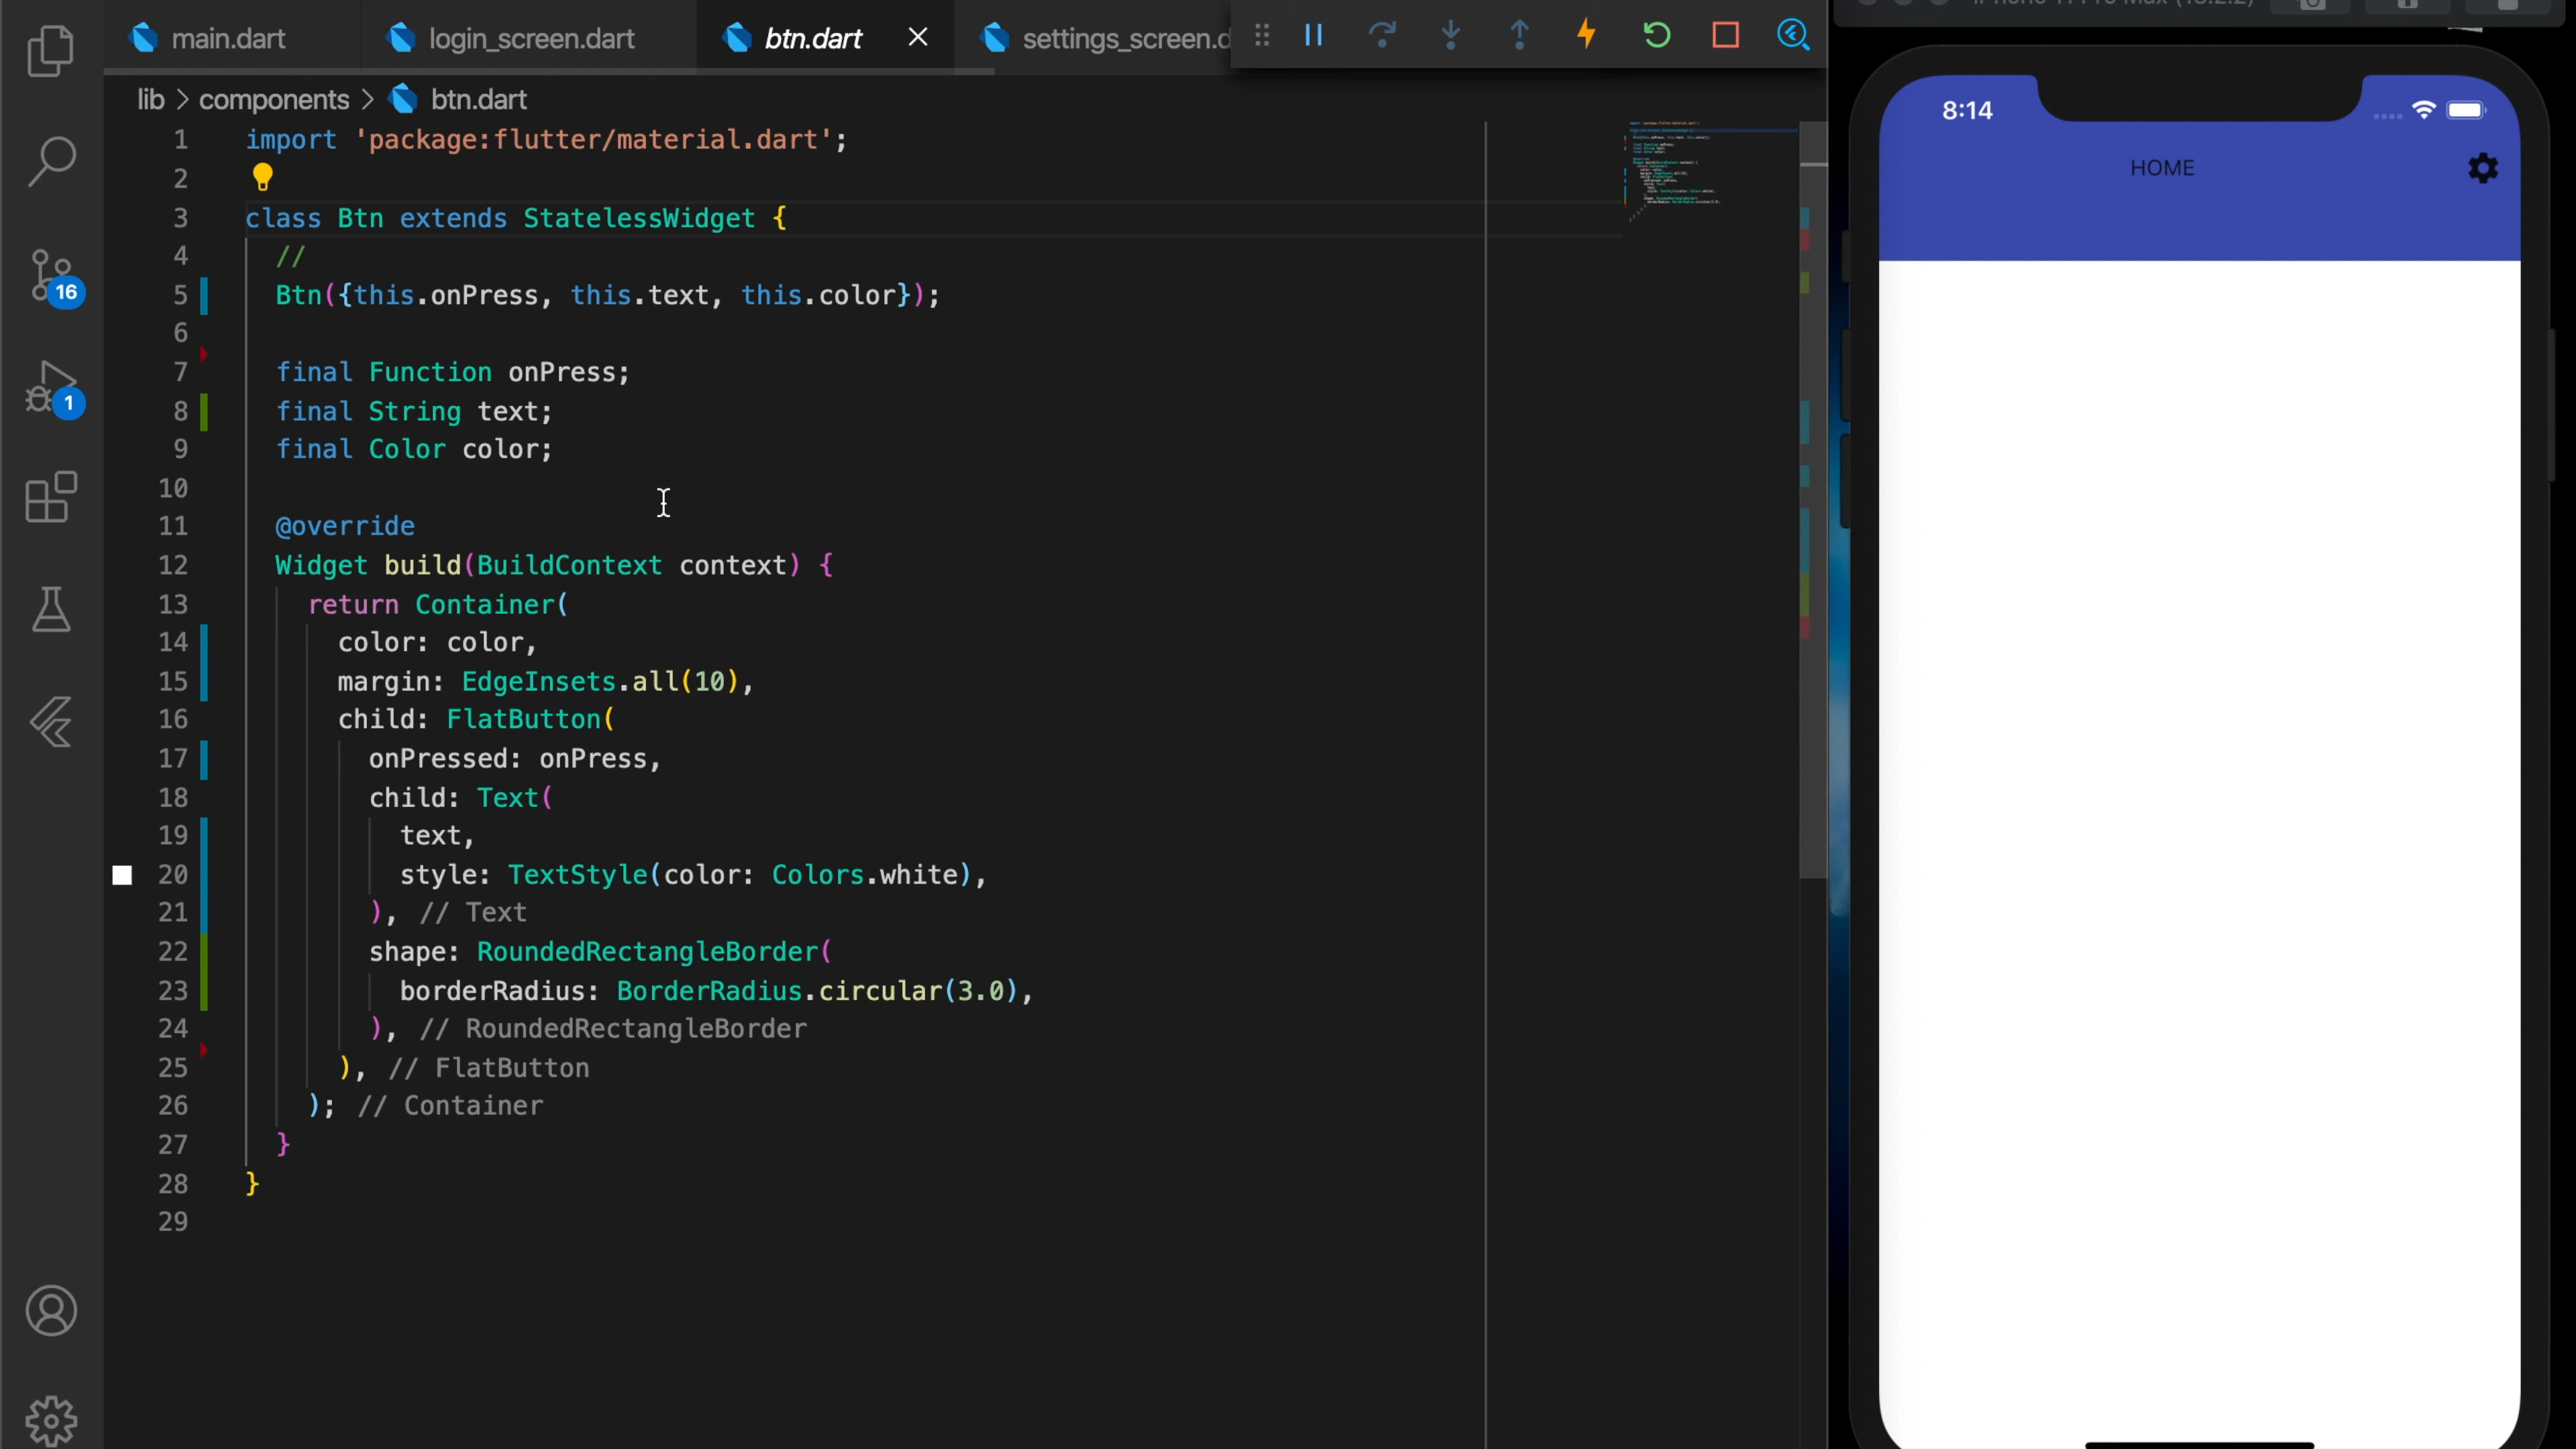 main.dart
login_screen.dart
btn.dart
settings_screen.d
lib > components > btn.dart
1 import 'package:flutter/material.dart';
2
3 class Btn extends StatelessWidget {
4 //
5 Btn({this.onPress, this.text, this.color});
6
7 final Function onPress;
8 final String text;
9 final Color color;
10
11 @override
12 Widget build(BuildContext context) {
13 return Container(
14 color: color,
15 margin: EdgeInsets.all(10),
16 child: FlatButton(
17 onPressed: onPress,
18 child: Text(
19 text,
20 style: TextStyle(color: Colors.white),
21 ), // Text
22 shape: RoundedRectangleBorder(
23 borderRadius: BorderRadius.circular(3.0),
24 ), // RoundedRectangleBorder
25 ), // FlatButton
26 ); // Container
27 }
28 }
29
16
1
8:14
HOME